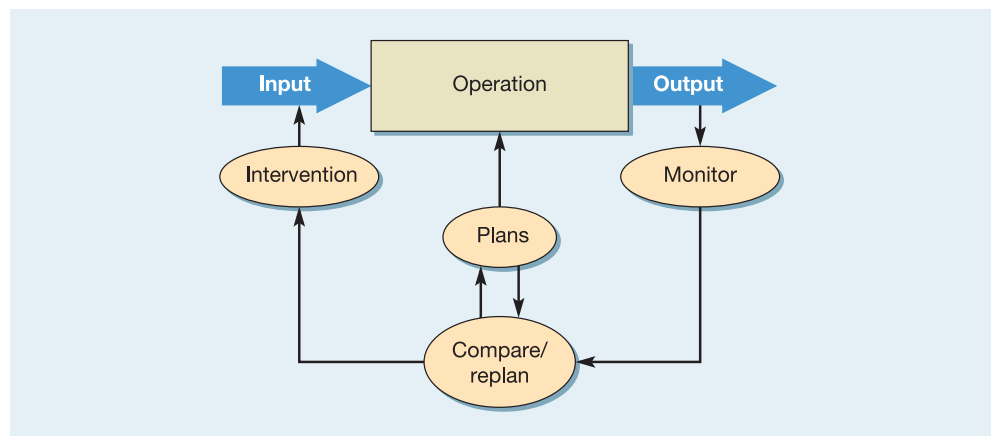 Input
Operation
Output
Intervention
Monitor
Plans
Compare/
replan